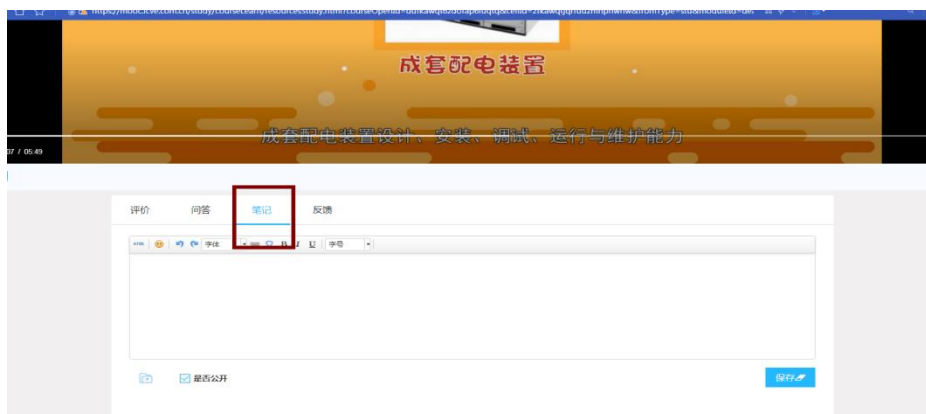 成套配电装置
成套配电装置设计、安装、调试、运行与维护能力
07 / 05:49
评价 问答 笔记 反馈
HTML 字体 B I U 字号
是否公开
保存